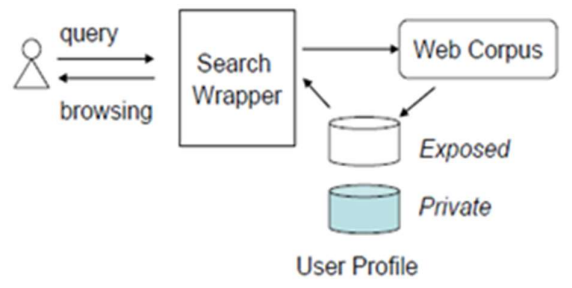 query
browsing
Search
Wrapper
Web Corpus
Exposed
Private
User Profile